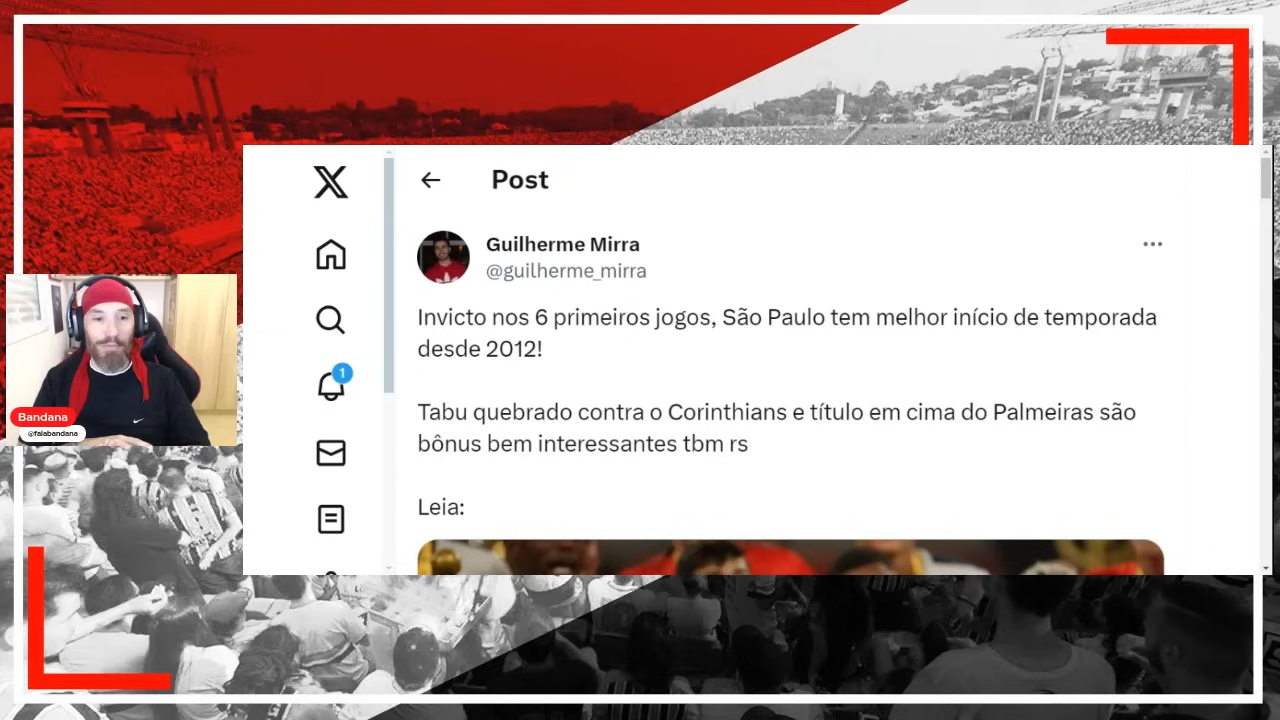 Post
Guilherme Mirra
@guilherme_mirra
Invicto nos 6 primeiros jogos, São Paulo tem melhor início de temporada
desde 2012!
Tabu quebrado contra o Corinthians e título em cima do Palmeiras são
bônus bem interessantes tbm rs
Leia:
1
Bandana
@falabandana